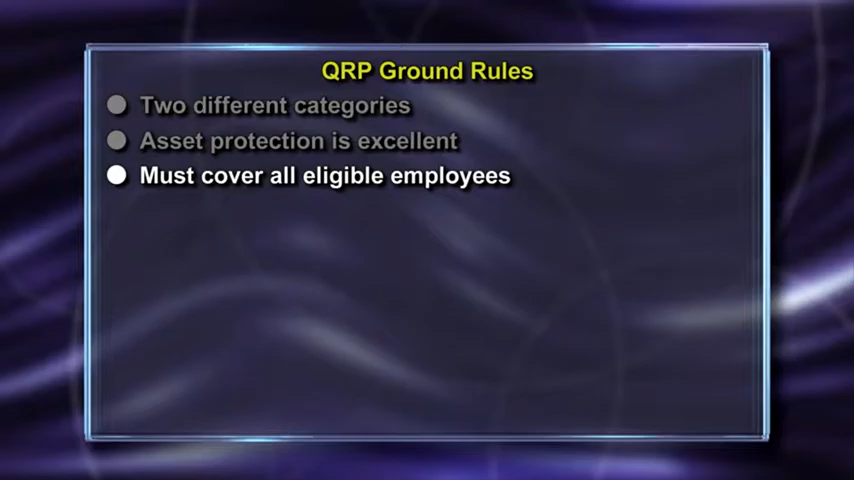 QRP Ground Rules
Two different categories
Asset protection is excellent
Must cover all eligible employees